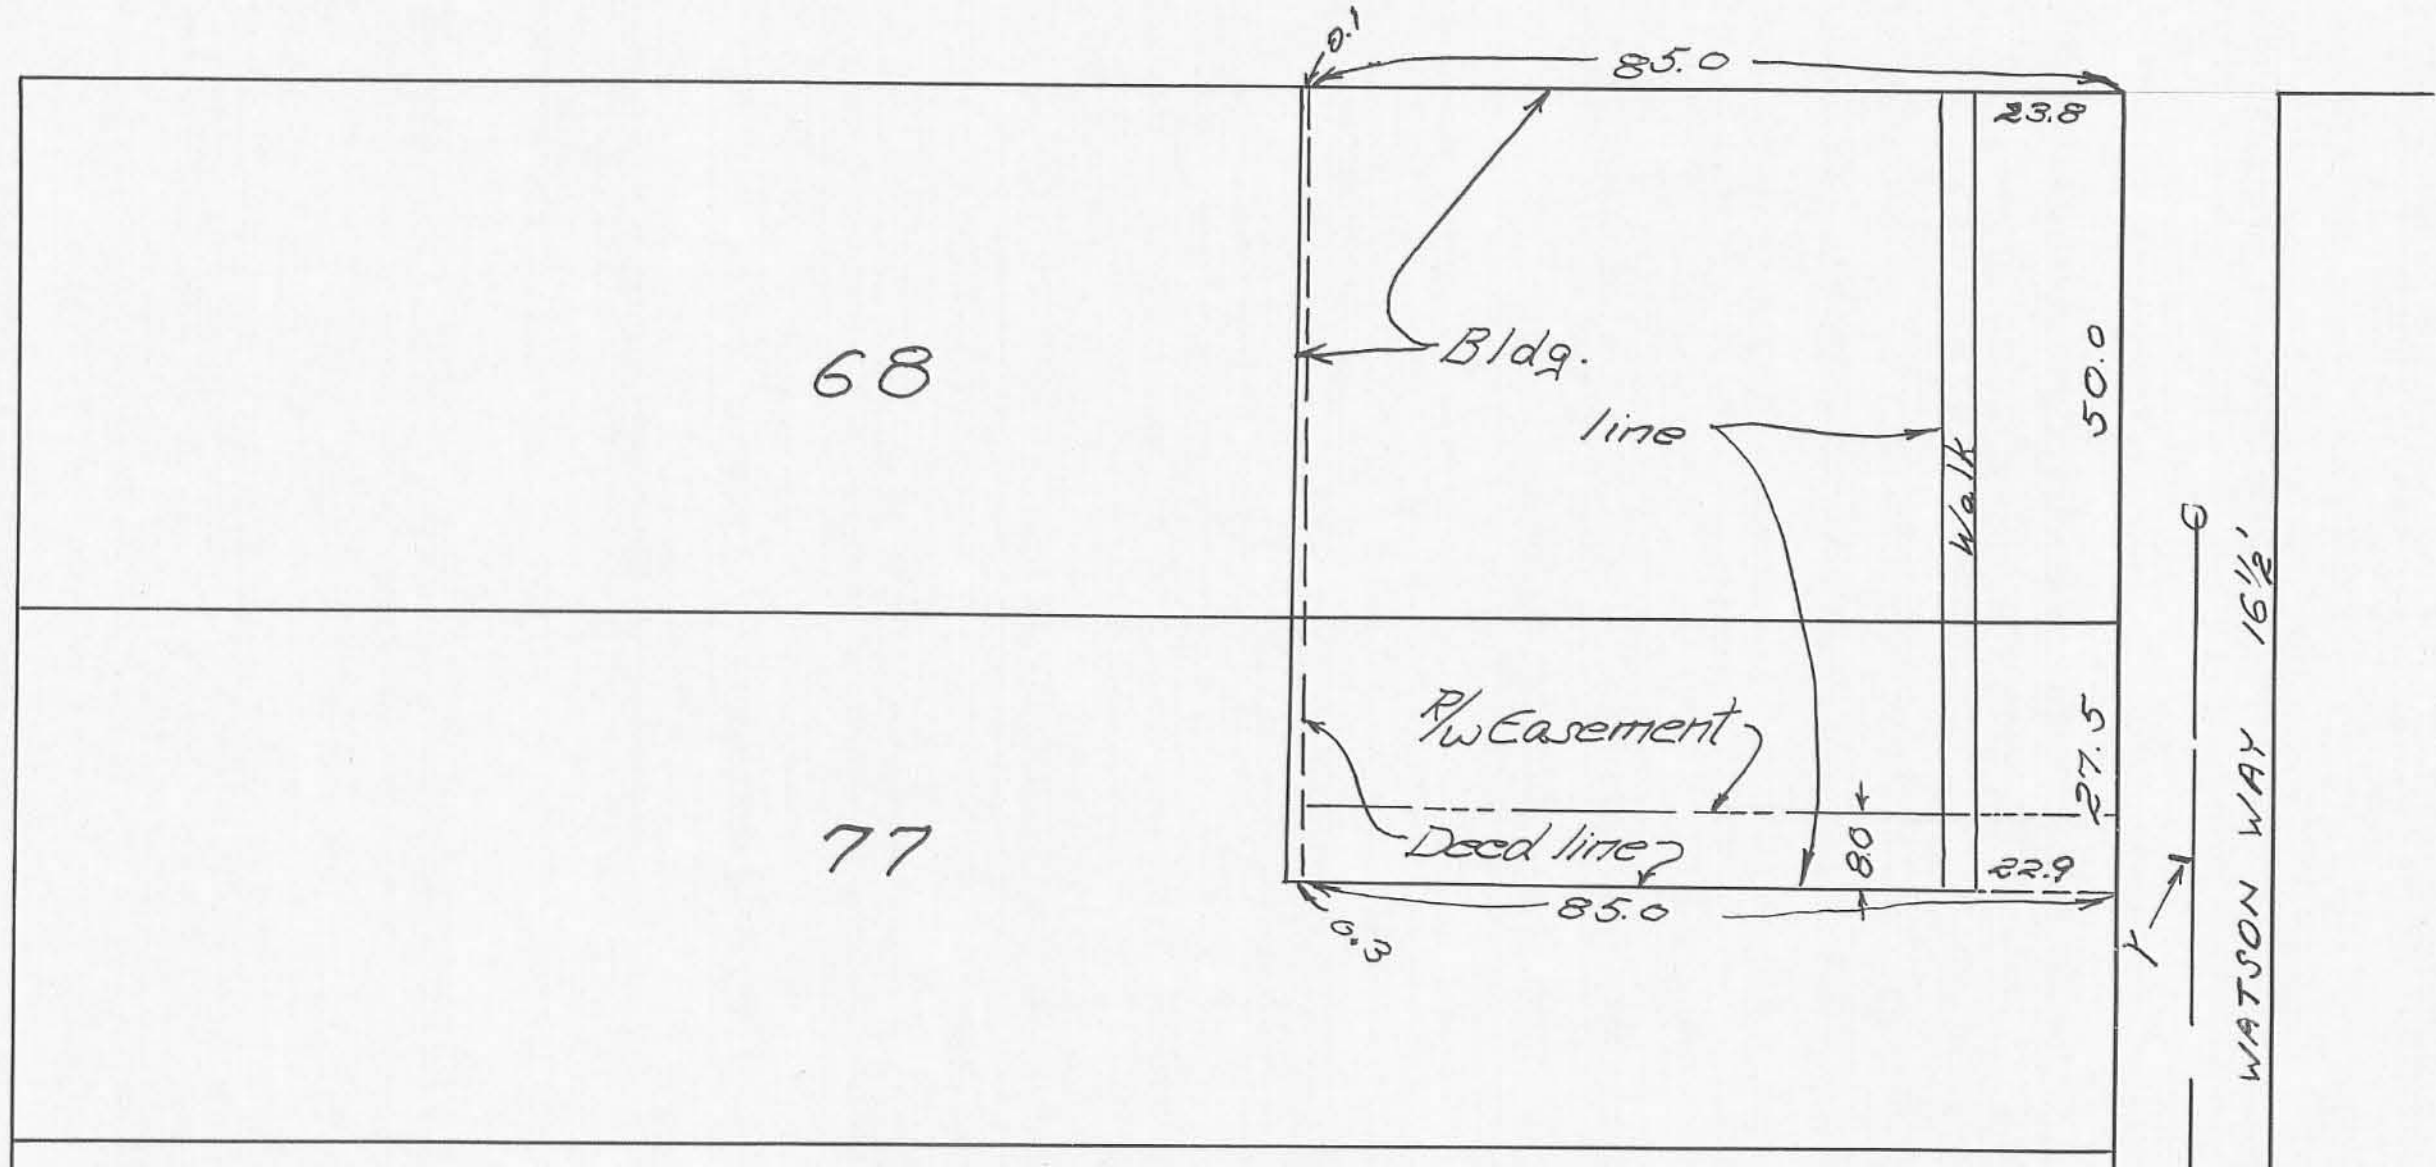 0.1
85.0
23.8
68
Bldg.
line
Walk
50.0
R/W Easement
27.5
77
Deed line
8.0
22.9
85.0
0.3
WATSON WAY 16½'